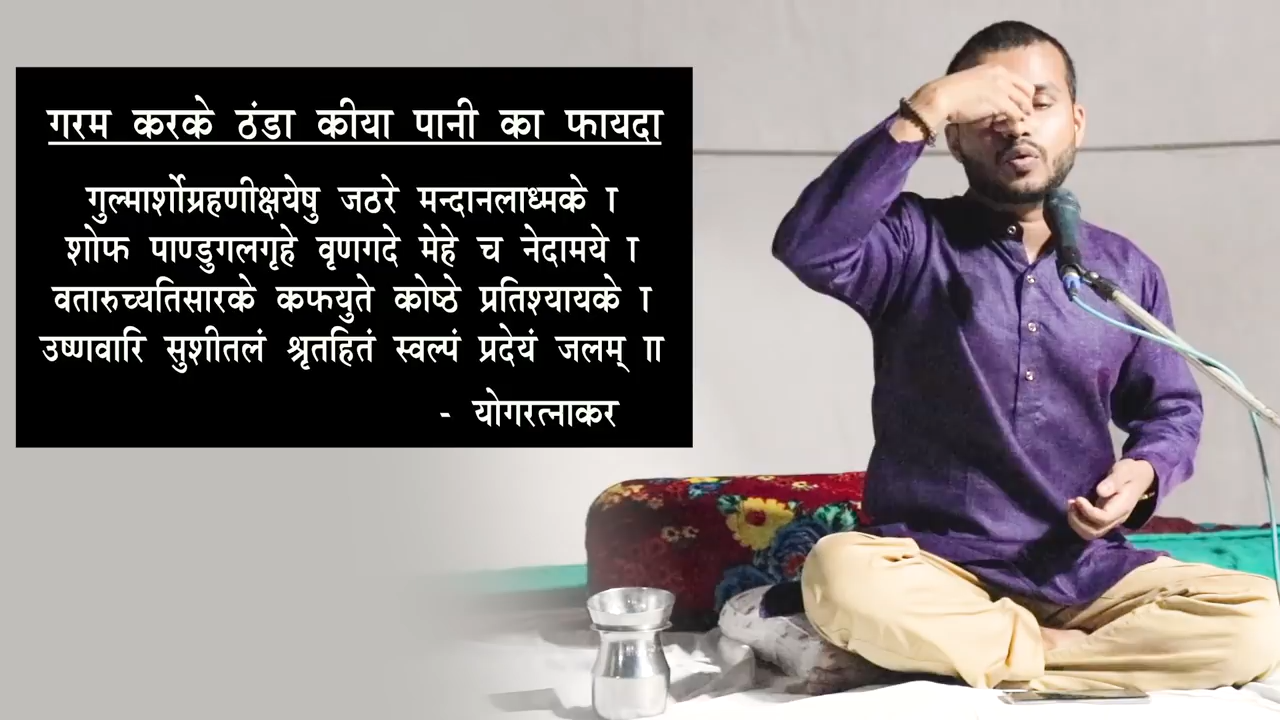 गरम करके ठंडा कीया पानी का फायदा
गुल्मार्शोग्रहणीक्षयेषु जठरे मन्दानलाध्मके ।
शोफ पाण्डुगलगृहे वृणगदे मेहे च नेदामये ।
वतारुच्यतिसारके कफयुते कोष्ठे प्रतिश्यायके ।
उष्णवारि सुशीतलं श्रृतहितं स्वल्पं प्रदेयं जलम् ॥
- योगरत्नाकर